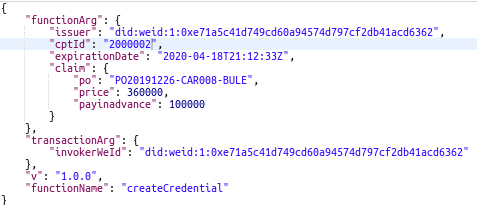 {
    "functionArg": {
        "issuer": "did:weid:1:0xe71a5c41d749cd60a94574d797cf2db41acd6362",
        "cptId": "2000002",
        "expirationDate": "2020-04-18T21:12:33Z",
        "claim": {
            "po": "PO20191226-CAR008-BULE",
            "price": 360000,
            "payinadvance": 100000
        }
    },
    "transactionArg": {
        "invokerWeId": "did:weid:1:0xe71a5c41d749cd60a94574d797cf2db41acd6362"
    },
    "v": "1.0.0",
    "functionName": "createCredential"
}